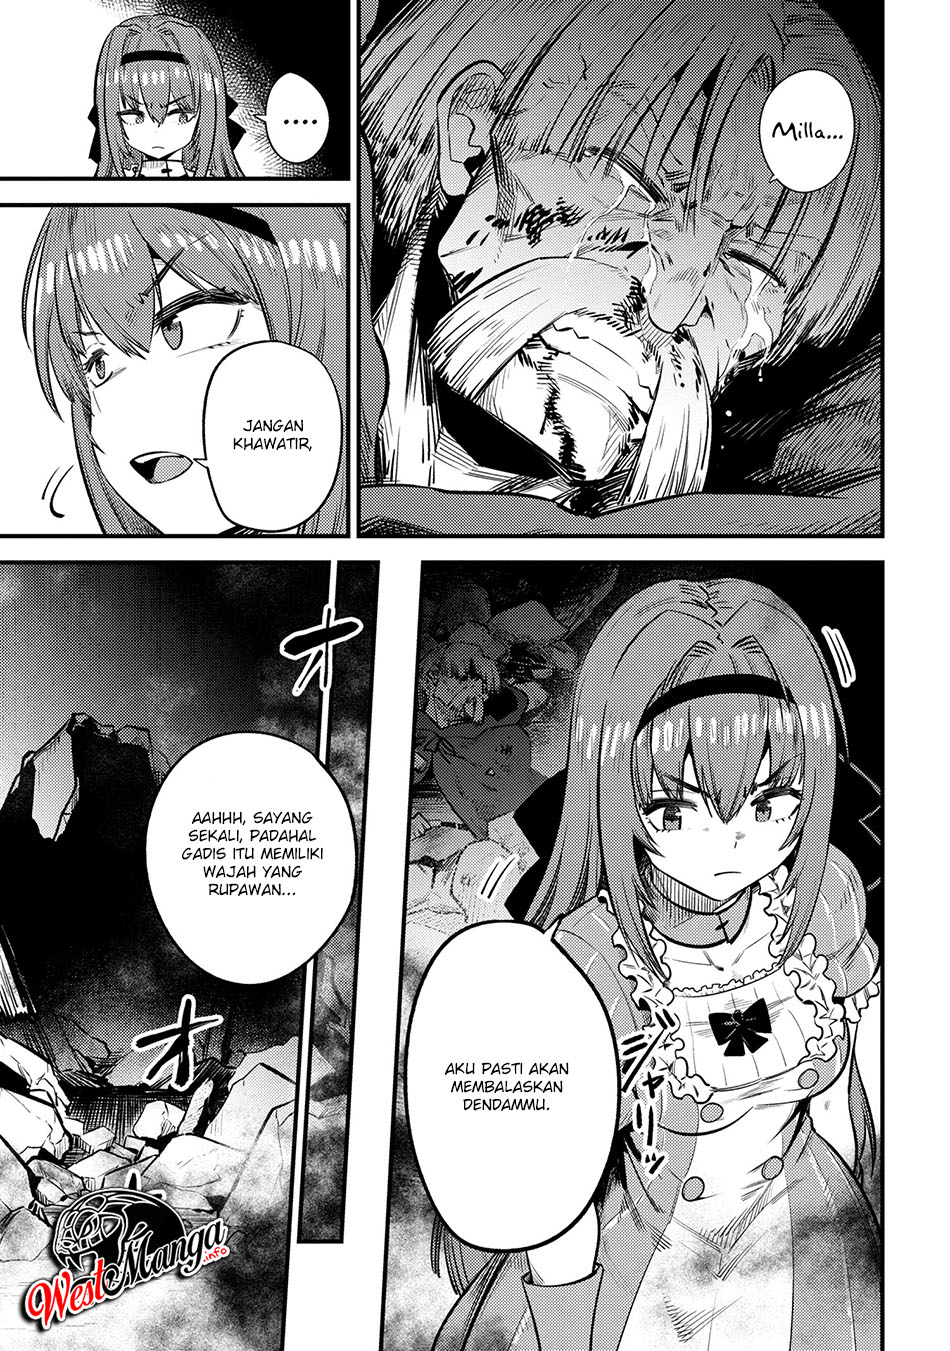 Milla...
....
JANGAN
KHAWATIR,
AKU PASTI AKAN
MEMBALASKAN
DENDAMMU.
ジャリッ
オ
オ
AAHHH, SAYANG
SEKALI, PADAHAL
GADIS ITU MEMILIKI
WAJAH YANG
RUPAWAN...
WestManga
.info